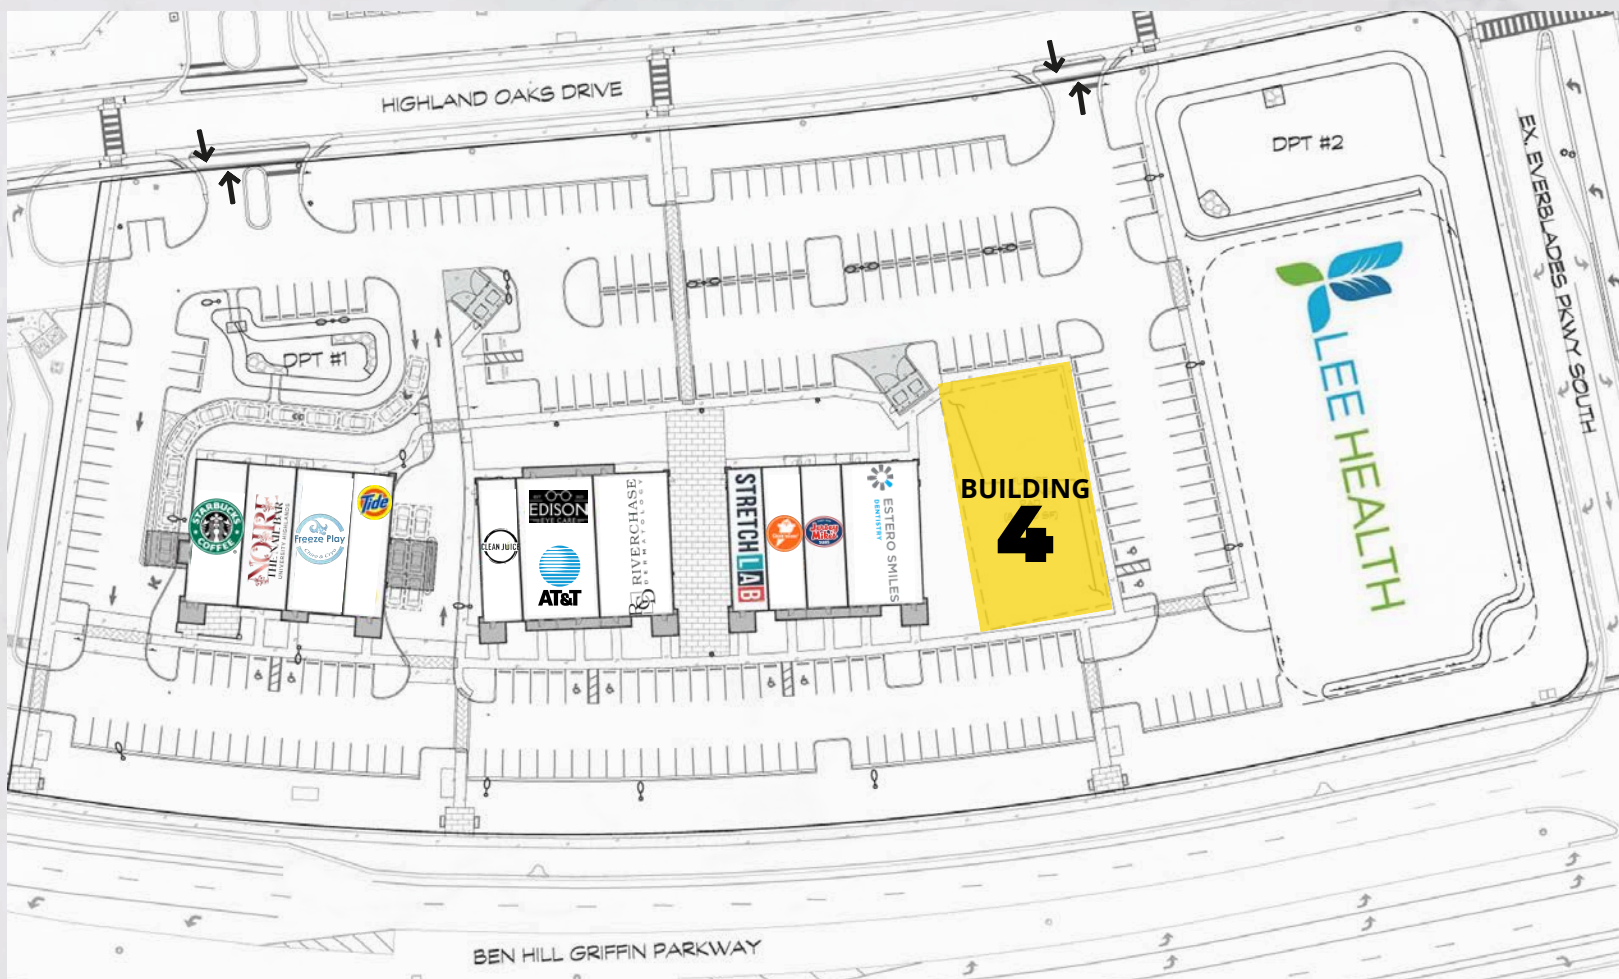 HIGHLAND OAKS DRIVE
DPT #2
EX. EVERBLADES PKWY SOUTH
DPT #1
LEE HEALTH
STARBUCKS
COFFEE
NOIRE
THE NAIL BAR
UNIVERSITY HIGHLANDS
Freeze Play
Tide
CLEAN JUICE
EDISON
EYE CARE
AT&T
RIVERCHASE
DERMATOLOGY
STRETCH LAB
Jersey
Mike's
SUBS
ESTERO SMILES
DENTISTRY
BUILDING
4
K
BEN HILL GRIFFIN PARKWAY